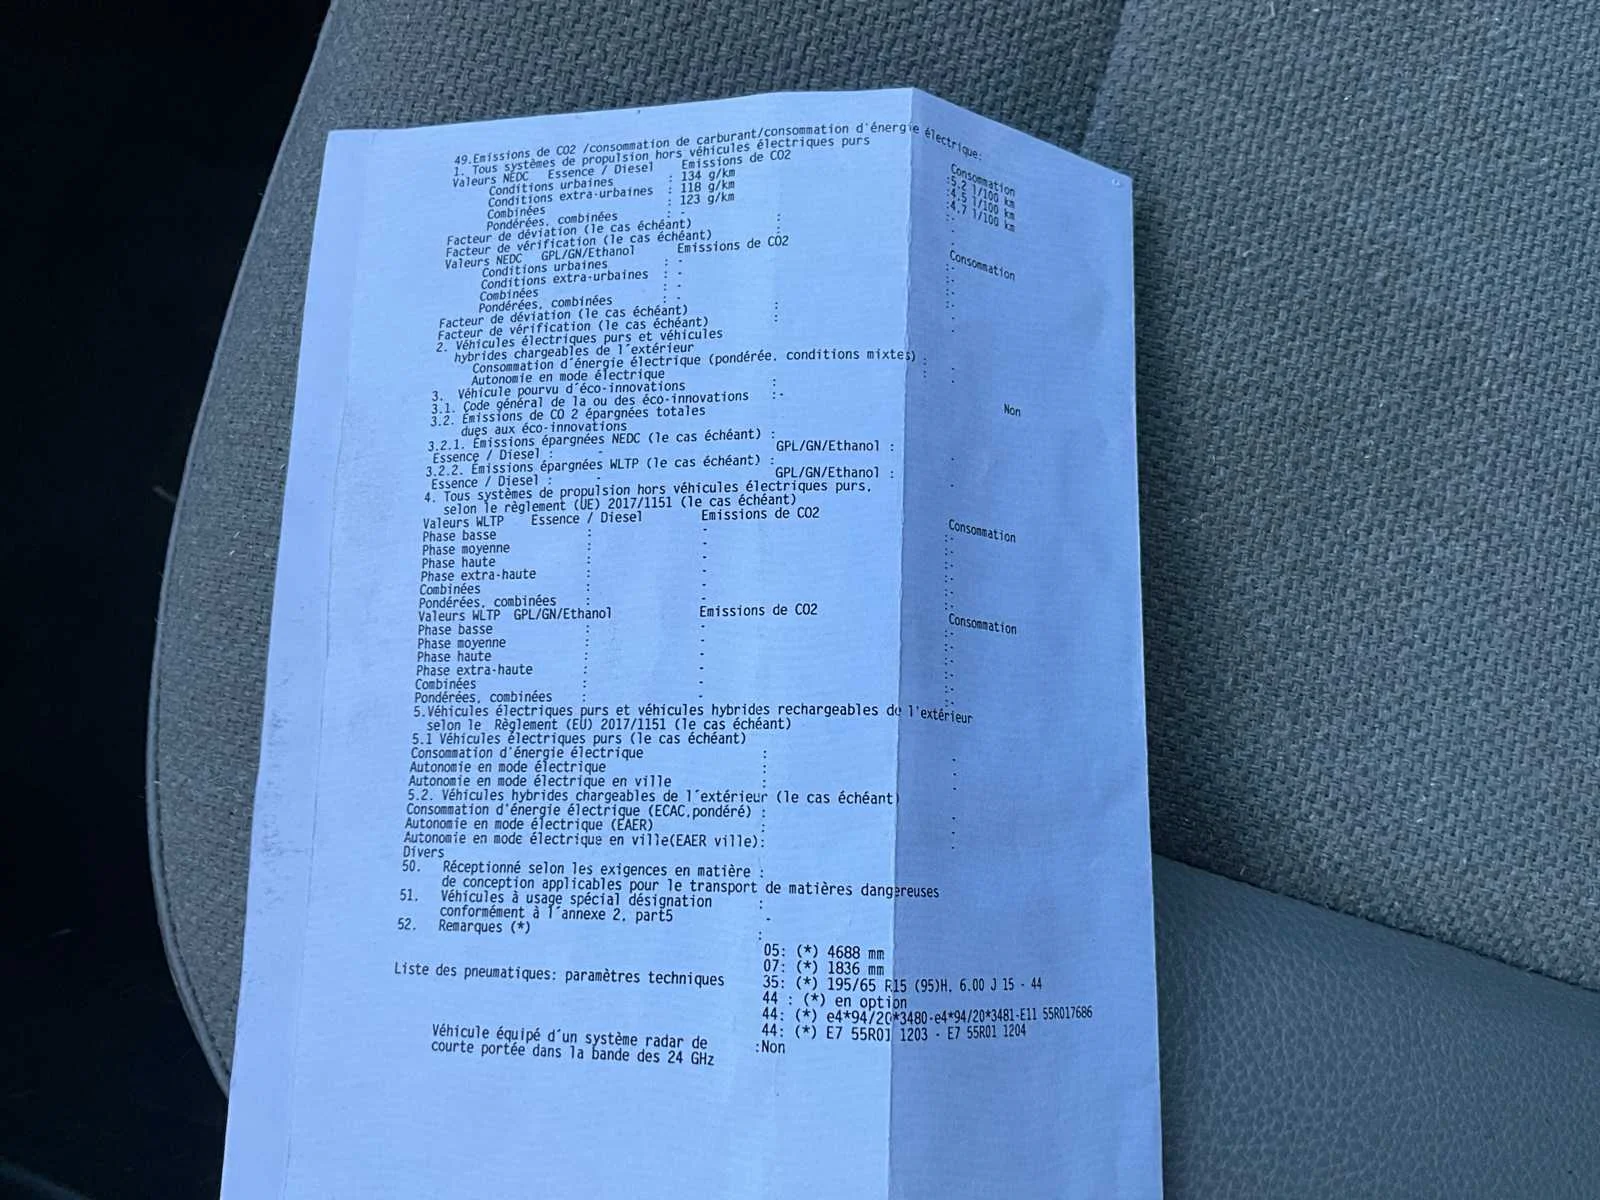 49.Emissions de CO2 /consommation de carburant/consommation d'énergie électrique:
1. Tous systèmes de propulsion hors véhicules électriques purs
Valeurs NEDC Essence / Diesel Emissions de CO2 Consommation
Conditions urbaines : 134 g/km :5.2 l/100 km
Conditions extra-urbaines : 118 g/km :4.5 l/100 km
Combinées : 123 g/km :4.7 l/100 km
Pondérées, combinées : - :-
Facteur de déviation (le cas échéant) : -
Facteur de vérification (le cas échéant) : -
Valeurs NEDC GPL/GN/Ethanol Emissions de CO2 Consommation
Conditions urbaines : - :-
Conditions extra-urbaines : - :-
Combinées : - :-
Pondérées, combinées : - :-
Facteur de déviation (le cas échéant) : -
Facteur de vérification (le cas échéant) : -
2. Véhicules électriques purs et véhicules
hybrides chargeables de l'extérieur
Consommation d'énergie électrique (pondérée, conditions mixtes) : -
Autonomie en mode électrique : -
3. Véhicule pourvu d'éco-innovations : Non
3.1. Code général de la ou des éco-innovations :-
3.2. Emissions de CO 2 épargnées totales
dues aux éco-innovations
3.2.1. Émissions épargnées NEDC (le cas échéant) :
Essence / Diesel : - GPL/GN/Ethanol : -
3.2.2. Émissions épargnées WLTP (le cas échéant) :
Essence / Diesel : - GPL/GN/Ethanol : -
4. Tous systèmes de propulsion hors véhicules électriques purs,
selon le règlement (UE) 2017/1151 (le cas échéant)
Valeurs WLTP Essence / Diesel Emissions de CO2 Consommation
Phase basse : - :-
Phase moyenne : - :-
Phase haute : - :-
Phase extra-haute : - :-
Combinées : - :-
Pondérées, combinées : - :-
Valeurs WLTP GPL/GN/Ethanol Emissions de CO2 Consommation
Phase basse : - :-
Phase moyenne : - :-
Phase haute : - :-
Phase extra-haute : - :-
Combinées : - :-
Pondérées, combinées : - :-
5.Véhicules électriques purs et véhicules hybrides rechargeables de l'extérieur
selon le Règlement (EU) 2017/1151 (le cas échéant)
5.1 Véhicules électriques purs (le cas échéant)
Consommation d'énergie électrique : -
Autonomie en mode électrique : -
Autonomie en mode électrique en ville : -
5.2. Véhicules hybrides chargeables de l'extérieur (le cas échéant)
Consommation d'énergie électrique (ECAC,pondéré) : -
Autonomie en mode électrique (EAER) : -
Autonomie en mode électrique en ville(EAER ville): -
Divers
50. Réceptionné selon les exigences en matière :
de conception applicables pour le transport de matières dangereuses
51. Véhicules à usage spécial désignation :
conformément à l'annexe 2, part5 -
52. Remarques (*) :
05: (*) 4688 mm
07: (*) 1836 mm
Liste des pneumatiques: paramètres techniques 35: (*) 195/65 R15 (95)H, 6.00 J 15 - 44
44 : (*) en option
44: (*) e4*94/20*3480-e4*94/20*3481-E11 55R017686
44: (*) E7 55R01 1203 - E7 55R01 1204
Véhicule équipé d'un système radar de :Non
courte portée dans la bande des 24 GHz